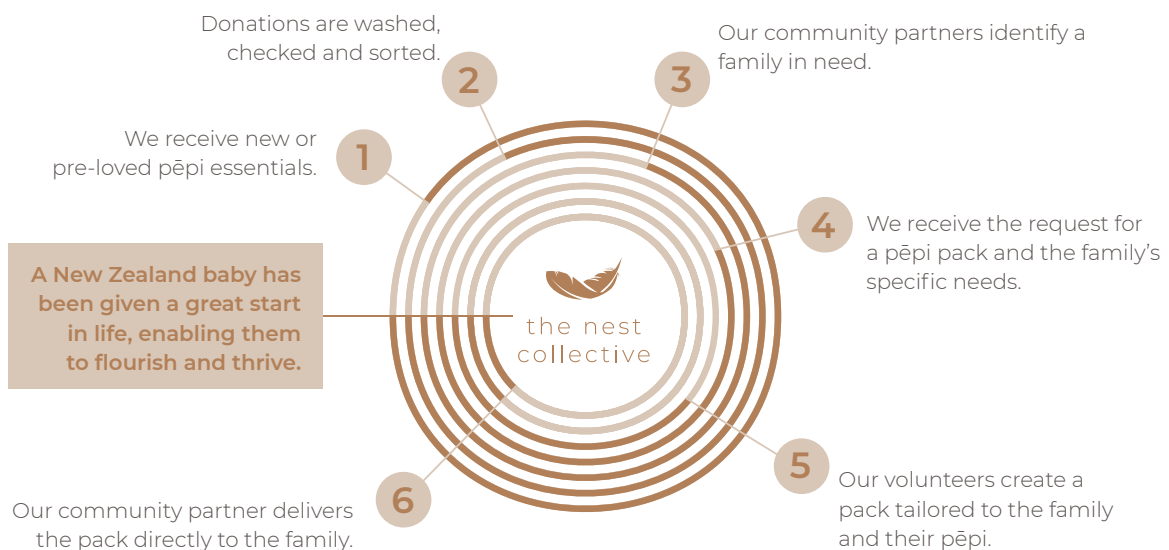 1
We receive new or
pre-loved pēpi essentials.
2
Donations are washed,
checked and sorted.
3
Our community partners identify a
family in need.
4
We receive the request for
a pēpi pack and the family’s
specific needs.
5
Our volunteers create a
pack tailored to the family
and their pēpi.
6
Our community partner delivers
the pack directly to the family.
A New Zealand baby has
been given a great start
in life, enabling them
to flourish and thrive.
the nest
collective